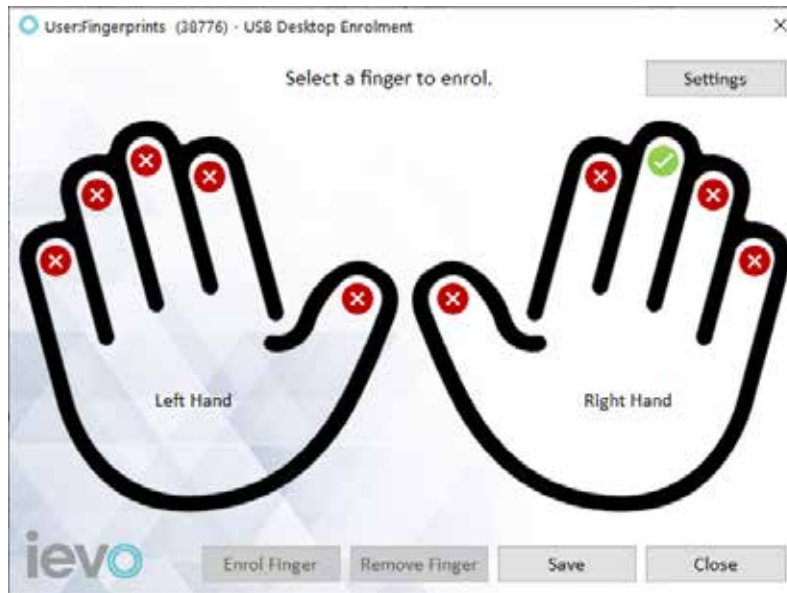 User:Fingerprints (38776) - USB Desktop Enrolment
Select a finger to enrol.
Settings
Left Hand
Right Hand
ievo
Enrol Finger
Remove Finger
Save
Close